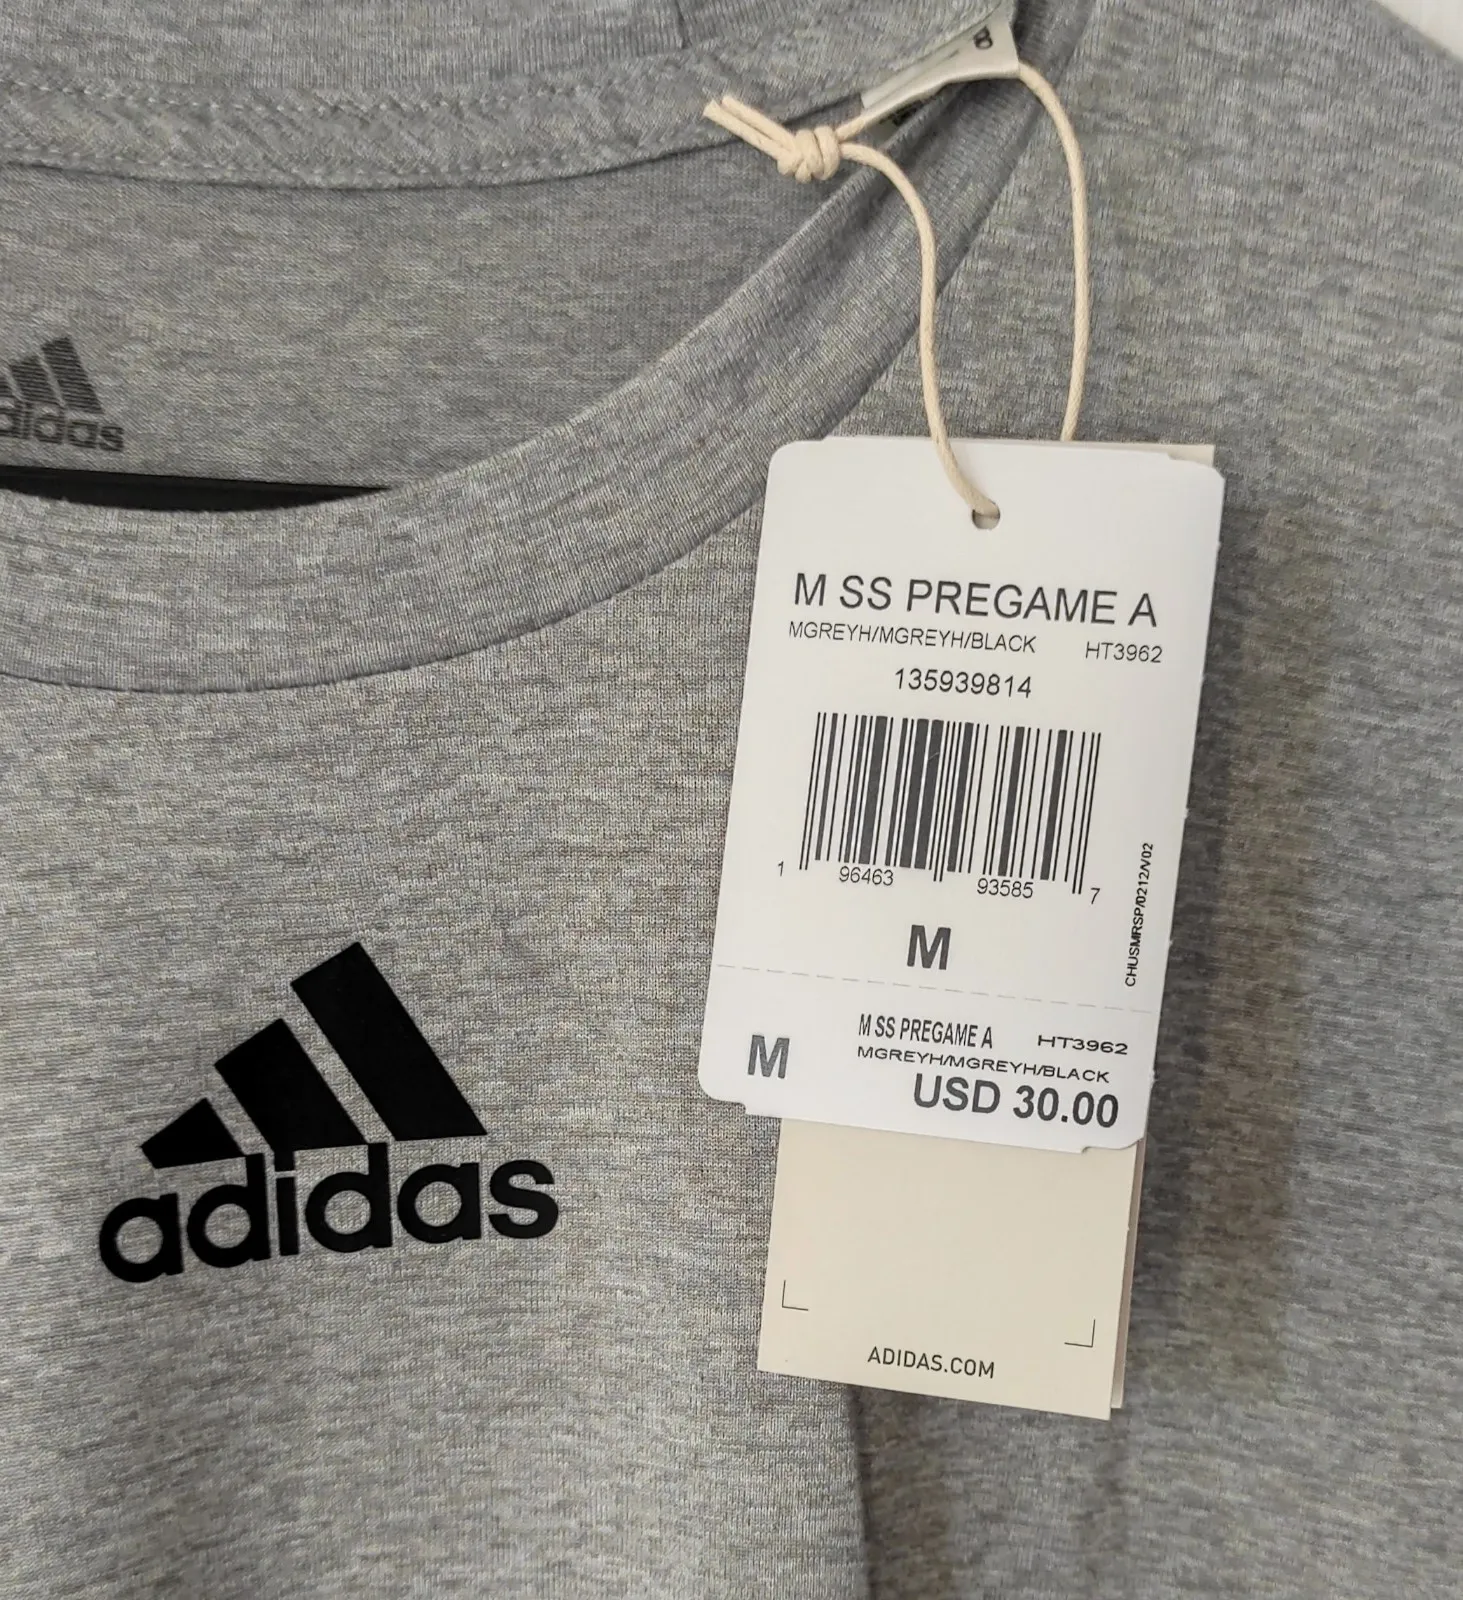 adidas
M SS PREGAME A
MGREYH/MGREYH/BLACK HT3962
135939814
1 96463 93585 7
CHUSMRSP/0212/V02
M
M
M SS PREGAME A HT3962
MGREYH/MGREYH/BLACK
USD 30.00
adidas
ADIDAS.COM